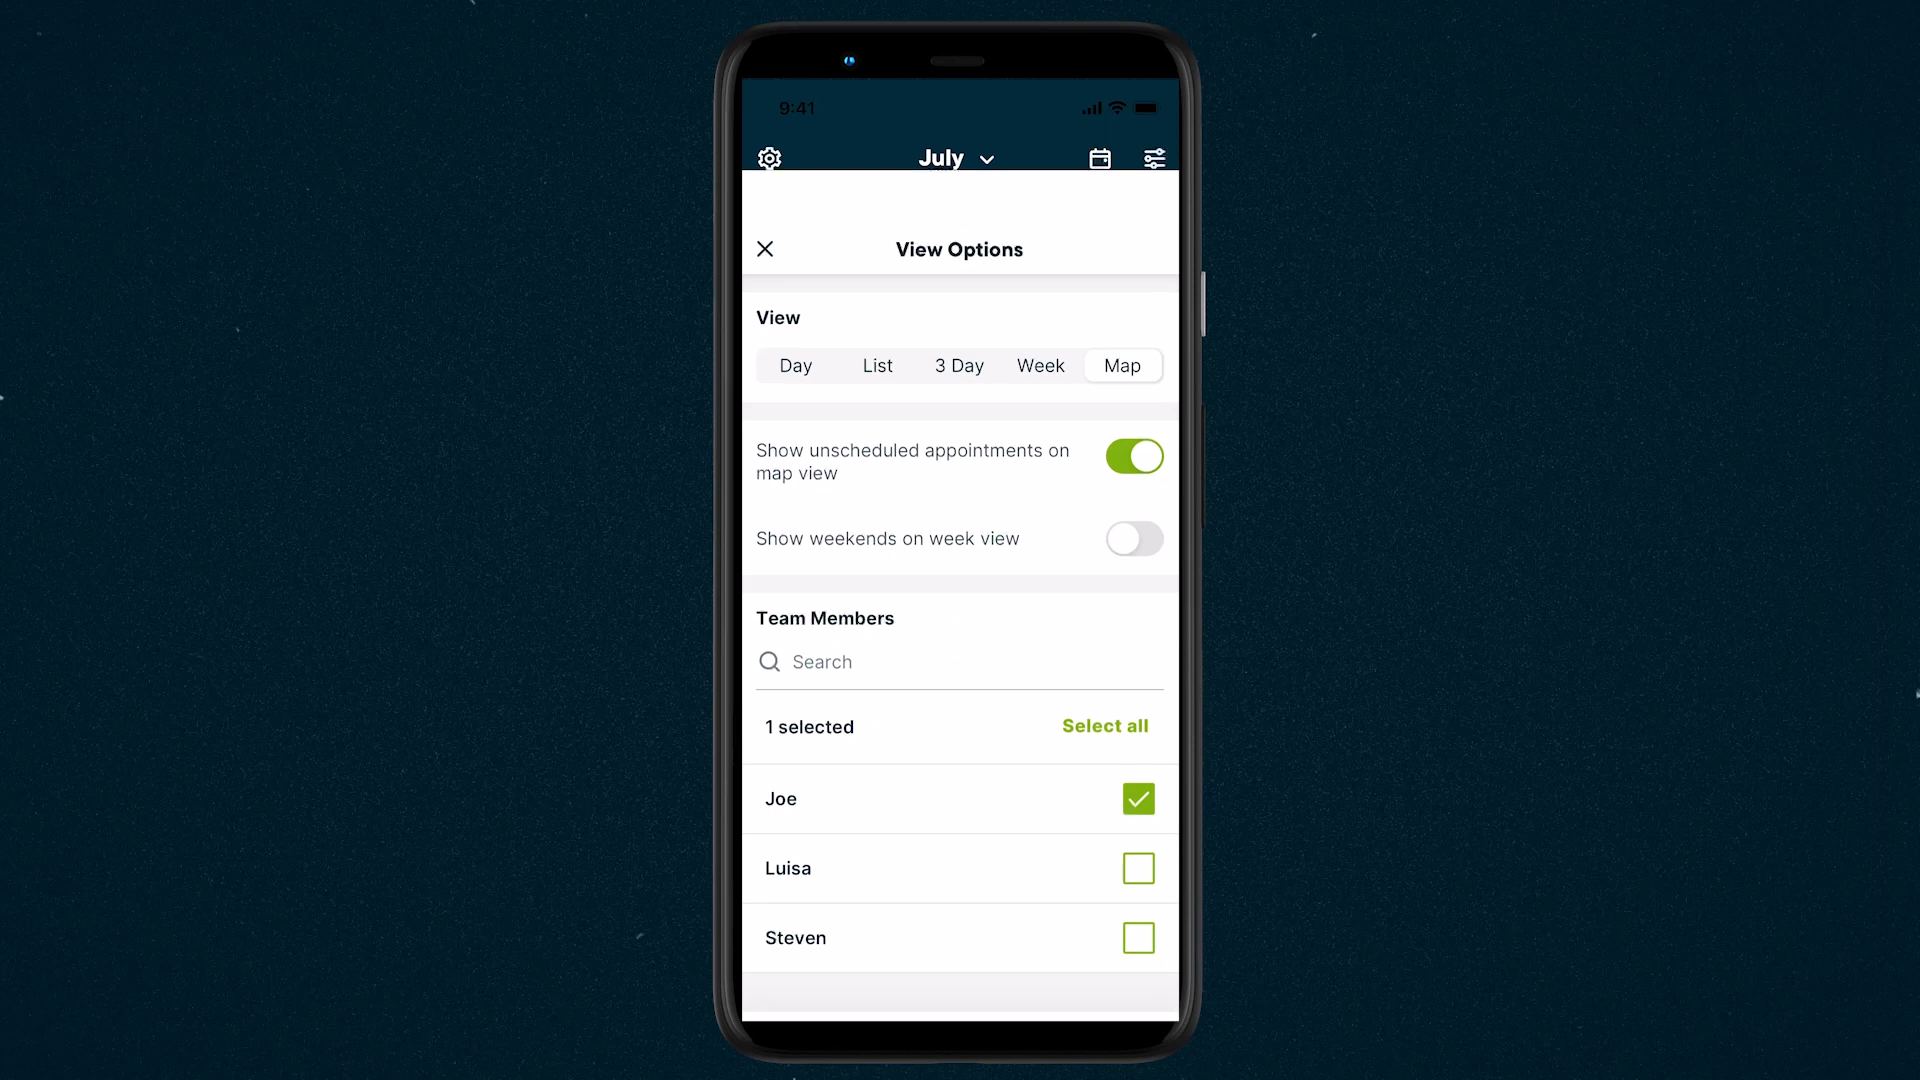 9:41
July
View Options
View
Day List 3 Day Week Map
Show unscheduled appointments on
map view
Show weekends on week view
Team Members
Search
1 selected Select all
Joe
Luisa
Steven